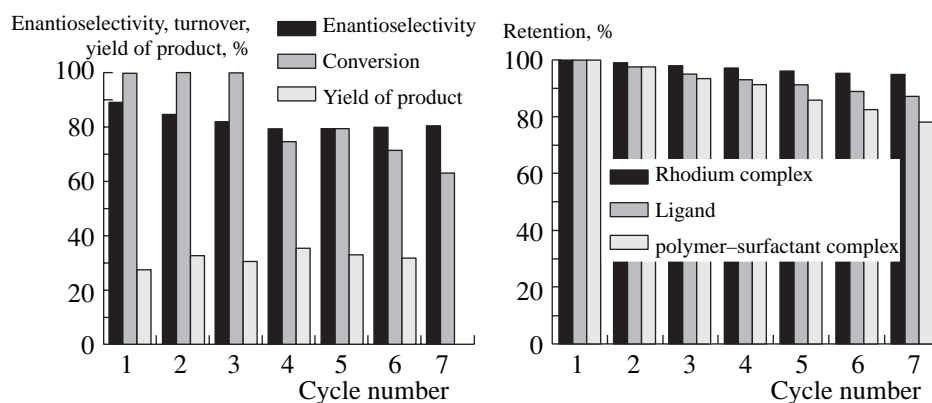 Enantioselectivity, turnover,
yield of product, %
100
80
60
40
20
0
Enantioselectivity
Conversion
Yield of product
1 2 3 4 5 6 7
Cycle number
Retention, %
100
80
60
40
20
0
Rhodium complex
Ligand
polymer–surfactant complex
1 2 3 4 5 6 7
Cycle number